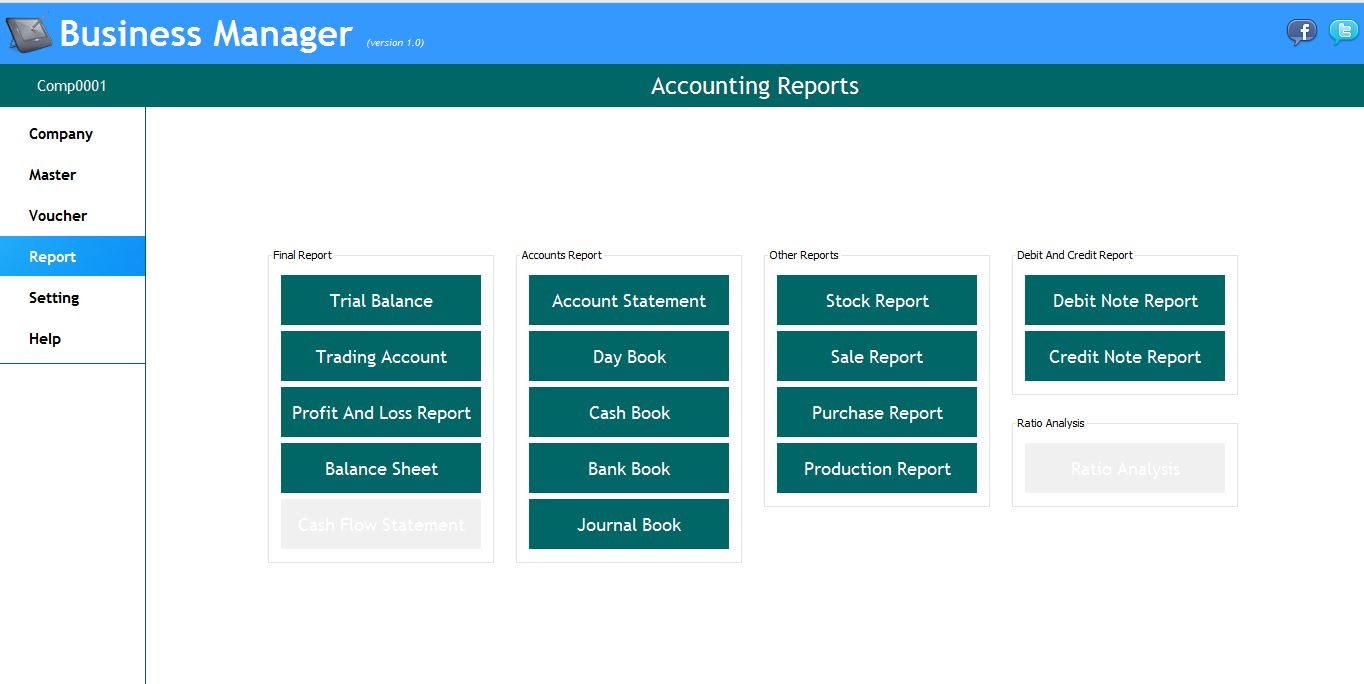 Business Manager (version 1.0)
f
t
Comp0001
Accounting Reports
Company
Master
Voucher
Report
Setting
Help
Final Report
Trial Balance
Trading Account
Profit And Loss Report
Balance Sheet
Cash Flow Statement
Accounts Report
Account Statement
Day Book
Cash Book
Bank Book
Journal Book
Other Reports
Stock Report
Sale Report
Purchase Report
Production Report
Debit And Credit Report
Debit Note Report
Credit Note Report
Ratio Analysis
Ratio Analysis